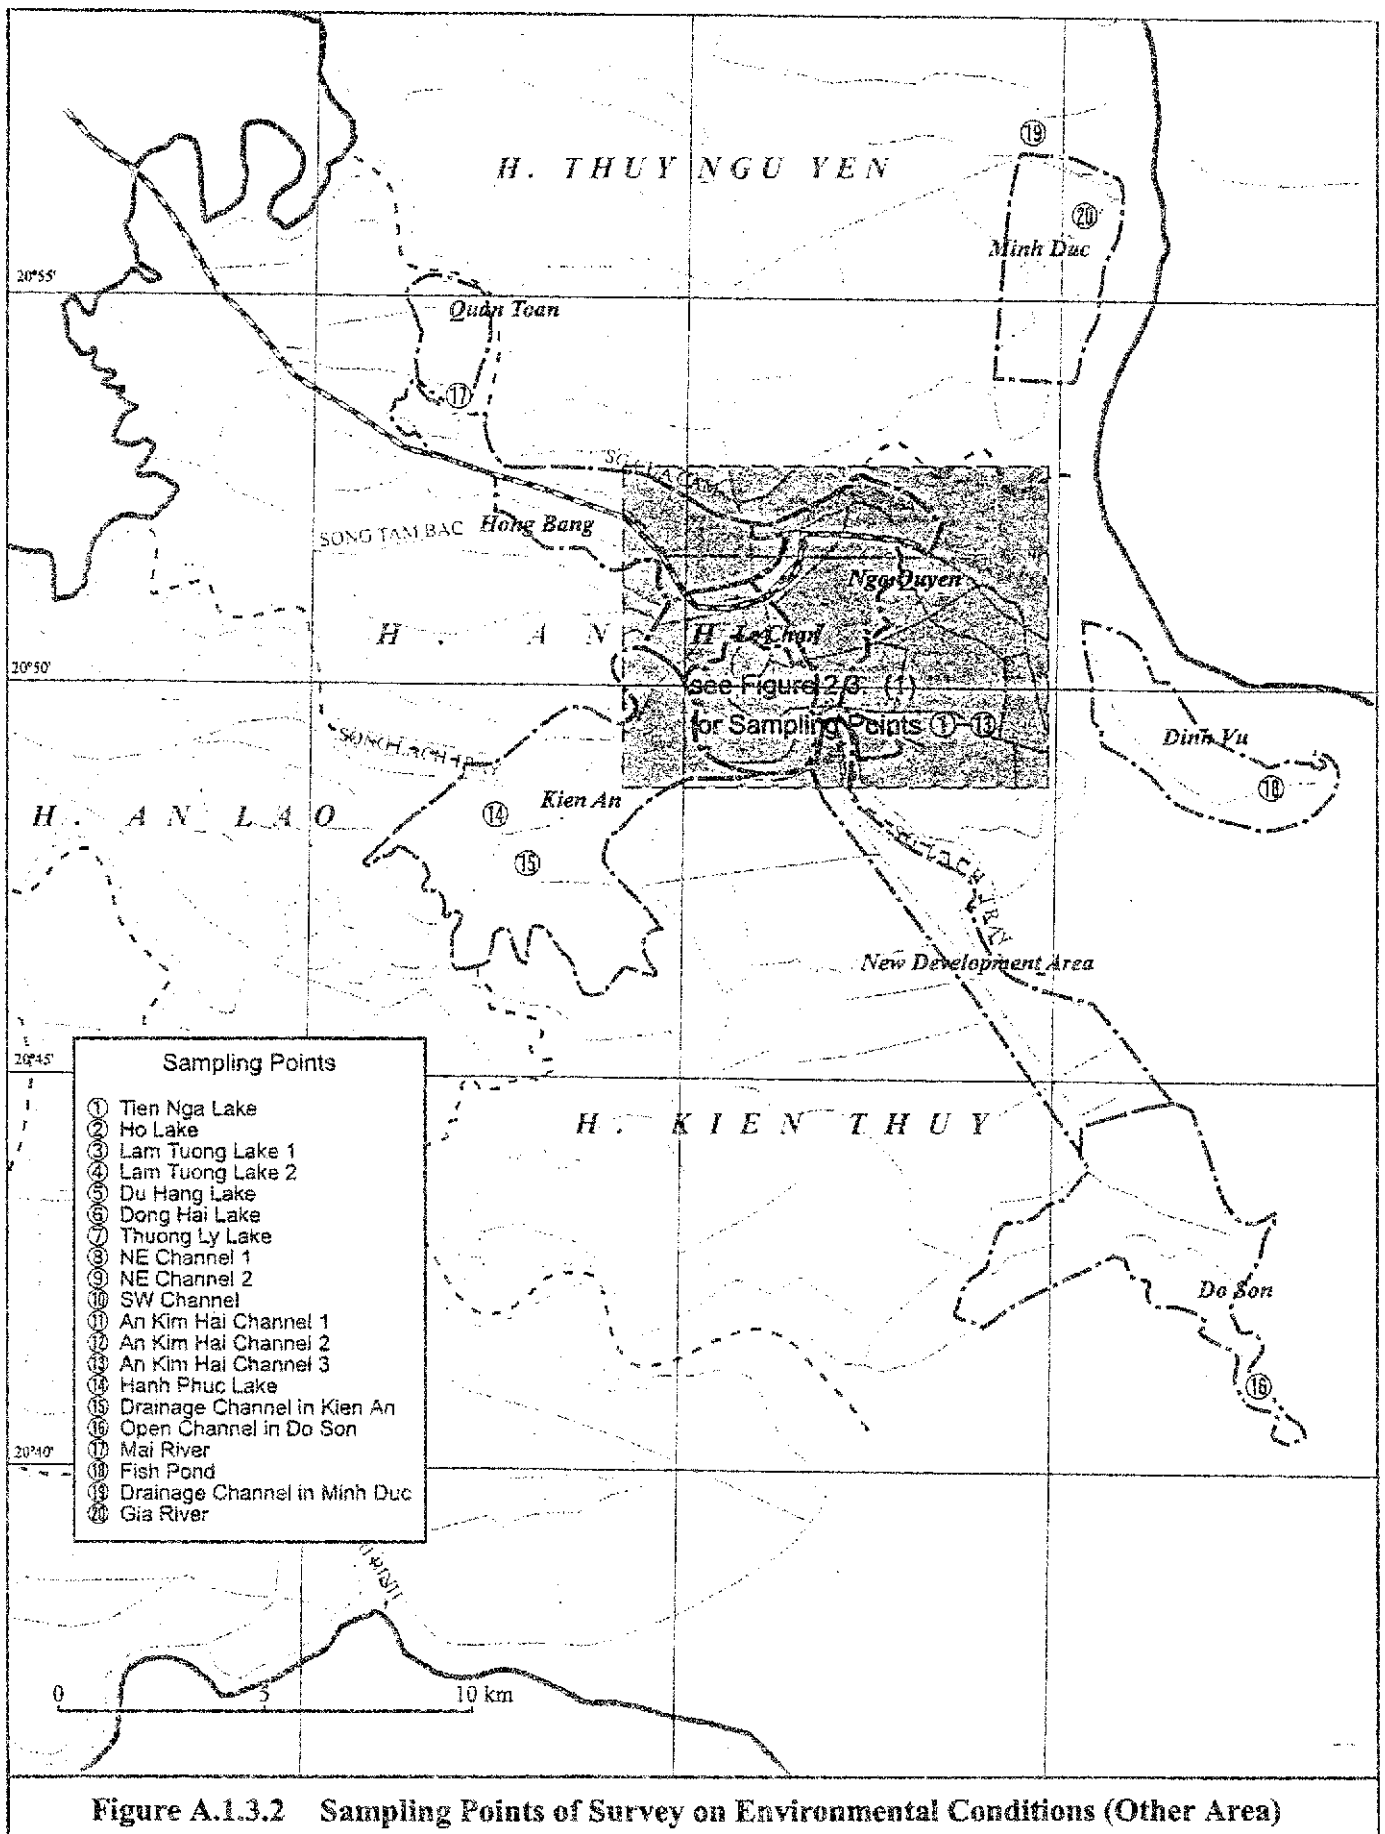 H. THUY NGU YEN
⑲
⑳
Minh Duc
20°55'
Quan Toan
⑰
SONG TAM BAC
Hong Bang
Ngo Quyen
H. AN H
Le Chan
20°50'
see Figure 2.3. (1)
for Sampling Points ①~⑬
Dinh Vu
⑱
H. AN LAO
⑭
Kien An
⑮
New Development Area
20°45'
H. KIEN THUY
Do Son
⑯
20°40'
Sampling Points
① Tien Nga Lake
② Ho Lake
③ Lam Tuong Lake 1
④ Lam Tuong Lake 2
⑤ Du Hang Lake
⑥ Dong Hai Lake
⑦ Thuong Ly Lake
⑧ NE Channel 1
⑨ NE Channel 2
⑩ SW Channel
⑪ An Kim Hai Channel 1
⑫ An Kim Hai Channel 2
⑬ An Kim Hai Channel 3
⑭ Hanh Phuc Lake
⑮ Drainage Channel in Kien An
⑯ Open Channel in Do Son
⑰ Mai River
⑱ Fish Pond
⑲ Drainage Channel in Minh Duc
⑳ Gia River
0 5 10 km
Figure A.1.3.2 Sampling Points of Survey on Environmental Conditions (Other Area)